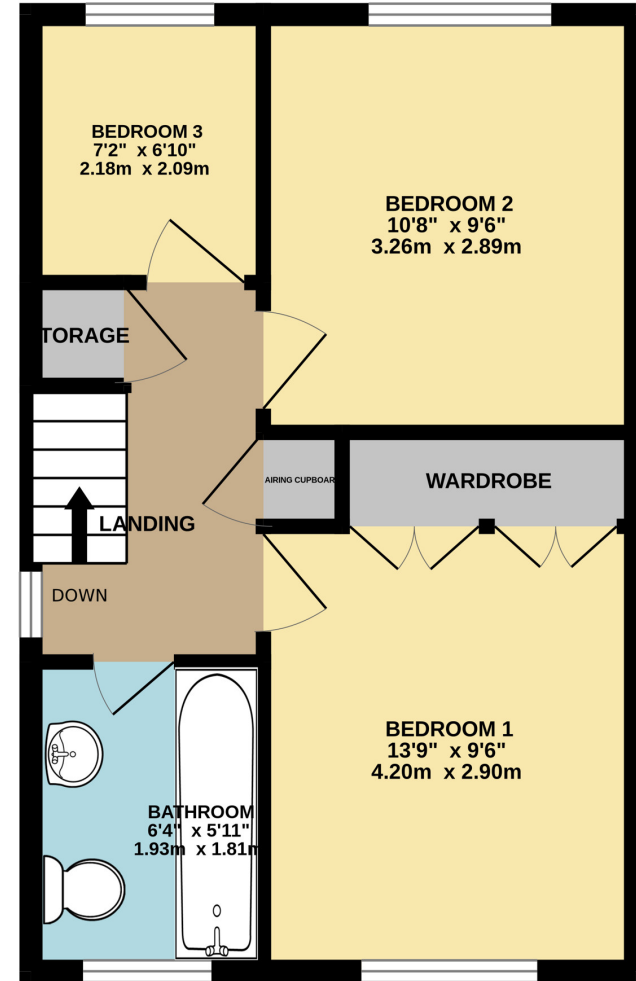 BEDROOM 3
7'2" x 6'10"
2.18m x 2.09m
BEDROOM 2
10'8" x 9'6"
3.26m x 2.89m
TORAGE
AIRING CUPBOAR
WARDROBE
LANDING
DOWN
BEDROOM 1
13'9" x 9'6"
4.20m x 2.90m
BATHROOM
6'4" x 5'11"
1.93m x 1.81m